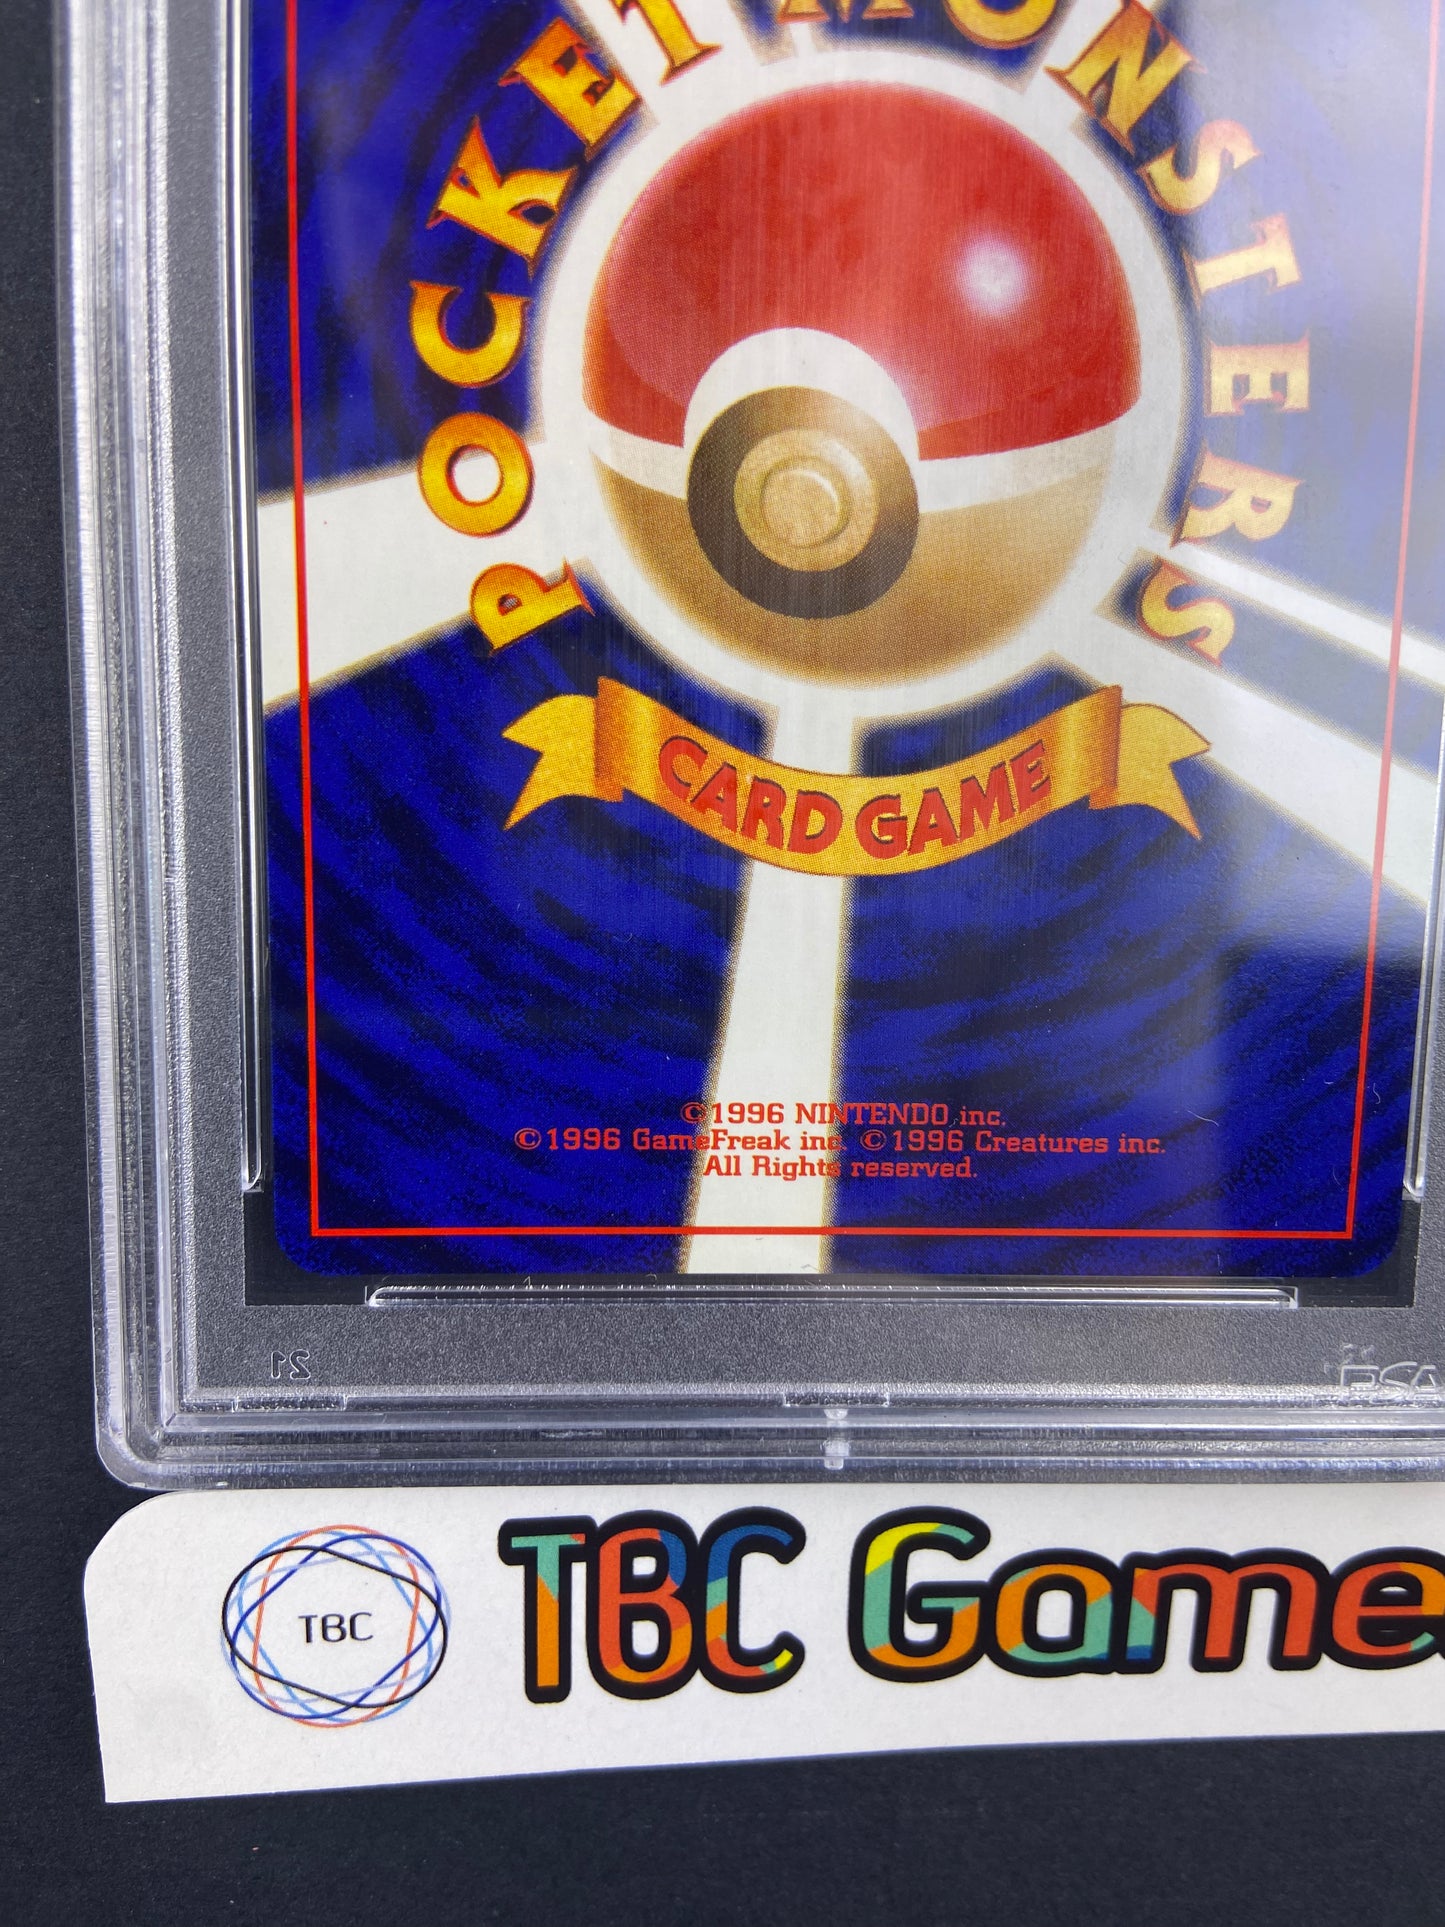 POCKET MONSTERS
CARD GAME
©1996 NINTENDO, inc.
©1996 GameFreak inc. ©1996 Creatures inc.
All Rights reserved.
21
PSA
TBC
TBC Game